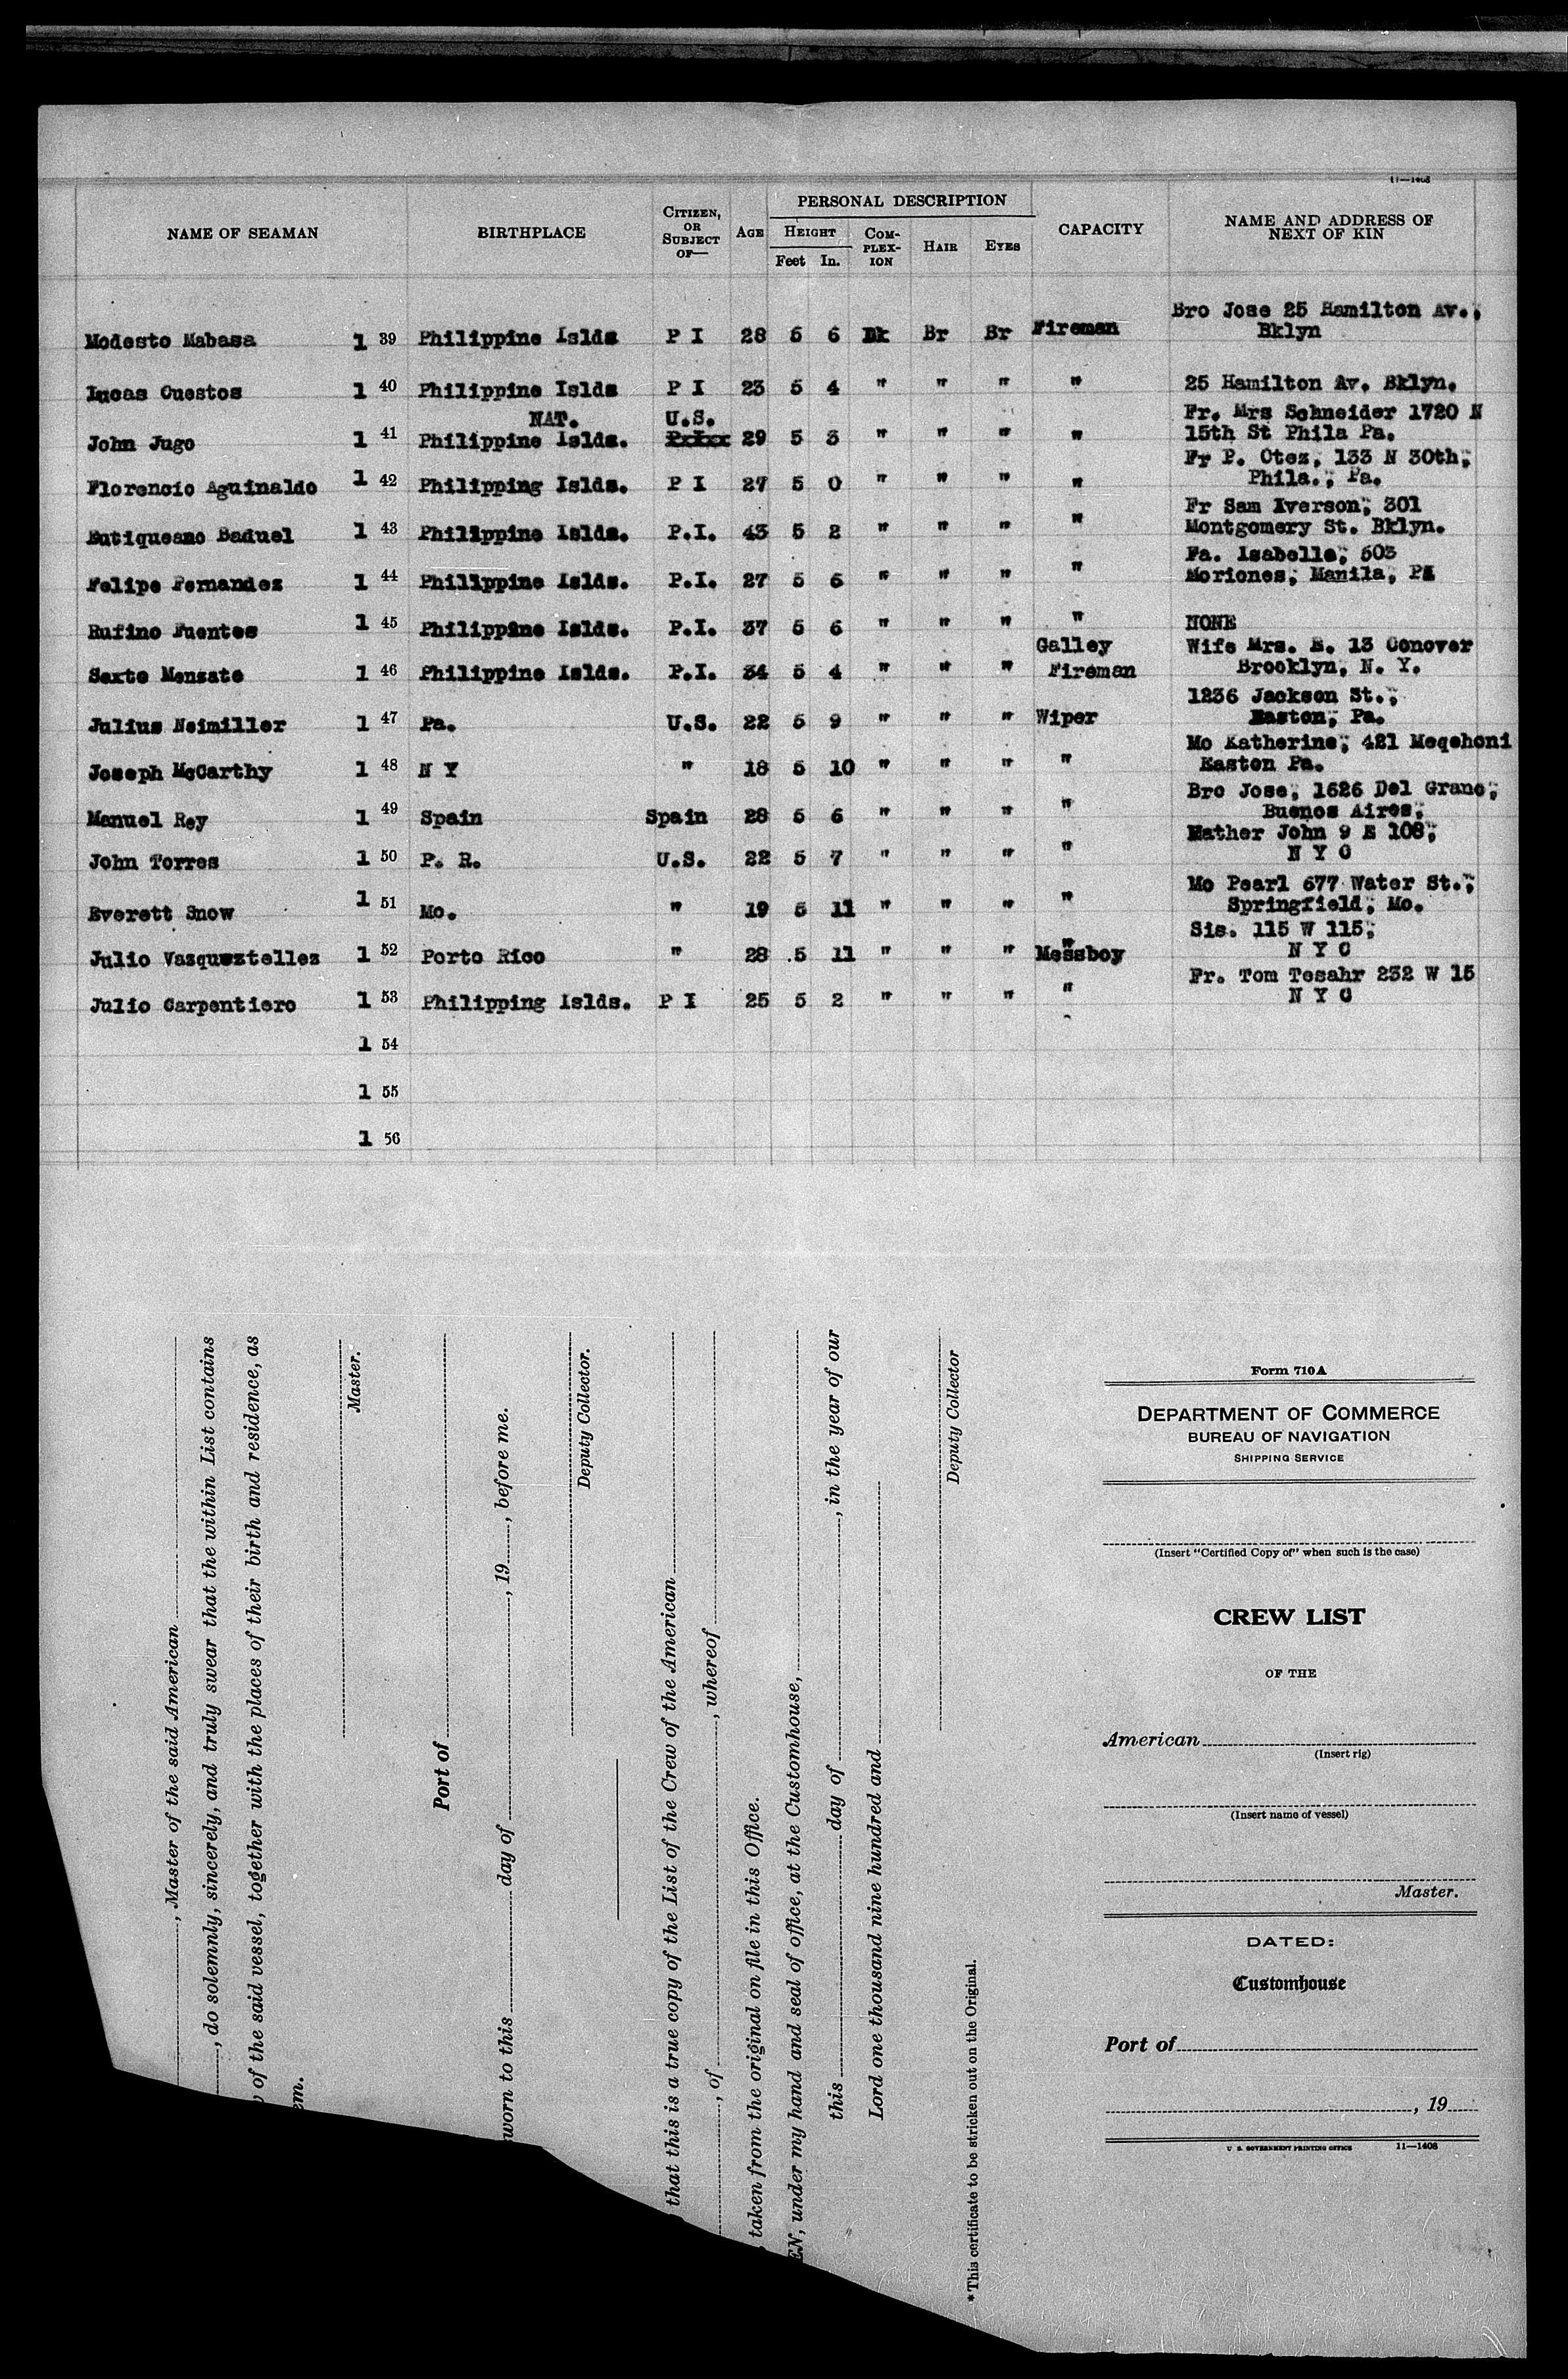 11—1408
NAME OF SEAMAN
BIRTHPLACE
CITIZEN, OR SUBJECT OF—
AGE
PERSONAL DESCRIPTION
HEIGHT
Feet In.
COMPLEXION
HAIR
EYES
CAPACITY
NAME AND ADDRESS OF NEXT OF KIN
Bro Jose 25 Hamilton Av.,
Modesto Mabasa 1 39 Philippine Islds P I 28 5 6 Dk Br Br Fireman Bklyn
Lucas Cuestos 1 40 Philippine Islds P I 23 5 4 " " " " 25 Hamilton Av. Bklyn.
NAT. U.S. Fr. Mrs Schneider 1720 N
John Jugo 1 41 Philippine Islds. 29 5 3 " " " " 15th St Phila Pa.
Fr P. Otez, 133 N 30th,
Florencio Aguinaldo 1 42 Philipping Islds. P I 27 5 0 " " " " Phila., Pa.
Fr Sam Iverson, 301
Eutiquesno Baduel 1 43 Philippine Islds. P.I. 43 5 2 " " " " Montgomery St. Bklyn.
Fa. Isabelle, 503
Felipe Fernandez 1 44 Philippine Islds. P.I. 27 5 6 " " " " Moriones, Manila, PI
Rufino Fuentes 1 45 Philippine Islds. P.I. 37 5 6 " " " " NONE
Galley Wife Mrs. E. 13 Conover
Sexto Monzato 1 46 Philippine Islds. P.I. 34 5 4 " " " Fireman Brooklyn, N. Y.
1236 Jackson St.,
Julius Neimiller 1 47 Pa. U.S. 22 5 9 " " " Wiper Easton, Pa.
Mo Katherine, 421 Meqehoni
Joseph McCarthy 1 48 N Y " 18 5 10 " " " " Easton Pa.
Bro Jose, 1626 Del Grano,
Manuel Rey 1 49 Spain Spain 28 5 6 " " " " Buenos Aires,
Mather John 9 E 108,
John Torres 1 50 P. R. U.S. 22 5 7 " " " " N Y C
Mo Pearl 677 Water St.,
Everett Snow 1 51 Mo. " 19 5 11 " " " " Springfield, Mo.
Sis. 115 W 115,
Julio Vazqueztellez 1 52 Porto Rico " 28 5 11 " " " Messboy N Y C
Fr. Tom Tesahr 232 W 15
Julio Carpentiero 1 53 Philipping Islds. P I 25 5 2 " " " " N Y C
1 54
1 55
1 56
, Master of the said American
, do solemnly, sincerely, and truly swear that the within List contains
of the said vessel, together with the places of their birth and residence, as
em.
Master.
Port of
worn to this day of , 19 , before me.
Deputy Collector.
that this is a true copy of the List of the Crew of the American
, of , whereof
taken from the original on file in this Office.
EN, under my hand and seal of office, at the Customhouse,
this day of , in the year of our
Lord one thousand nine hundred and
Deputy Collector
*This certificate to be stricken out on the Original.
Form 710A
DEPARTMENT OF COMMERCE
BUREAU OF NAVIGATION
SHIPPING SERVICE
(Insert "Certified Copy of" when such is the case)
CREW LIST
OF THE
American
(Insert rig)
(Insert name of vessel)
Master.
DATED:
Customhouse
Port of
, 19
U. S. GOVERNMENT PRINTING OFFICE 11—1408